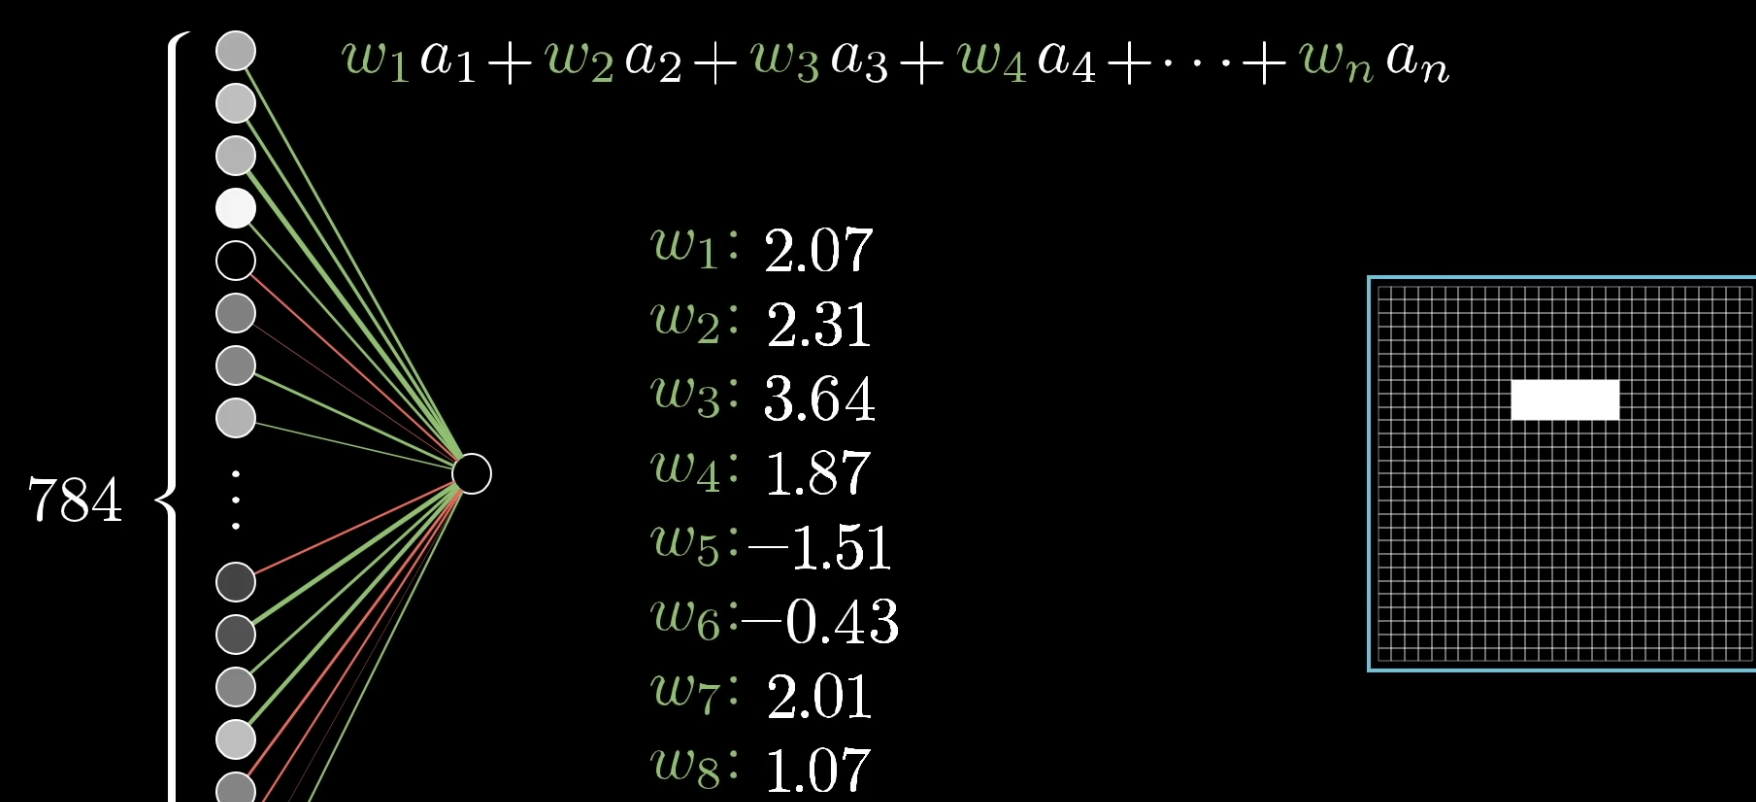 w₁a₁ + w₂a₂ + w₃a₃ + w₄a₄ + ··· + wₙaₙ
w₁: 2.07
w₂: 2.31
w₃: 3.64
w₄: 1.87
w₅: −1.51
w₆: −0.43
784
w₇: 2.01
w₈: 1.07